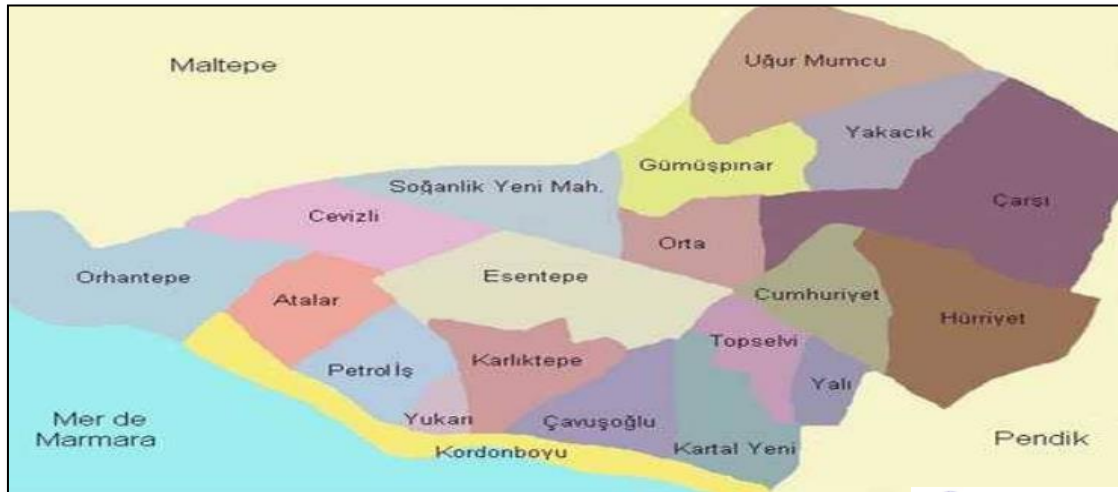 Maltepe
Uğur Mumcu
Yakacık
Gümüşpınar
Soğanlik Yeni Mah.
Çarşı
Cevizli
Orta
Orhantepe
Esentepe
Atalar
Cumhuriyet
Hürriyet
Topselvi
Karlıktepe
Petrol İş
Yalı
Mer de
Marmara
Yukarı
Çavuşoğlu
Kartal Yeni
Pendik
Kordonboyu